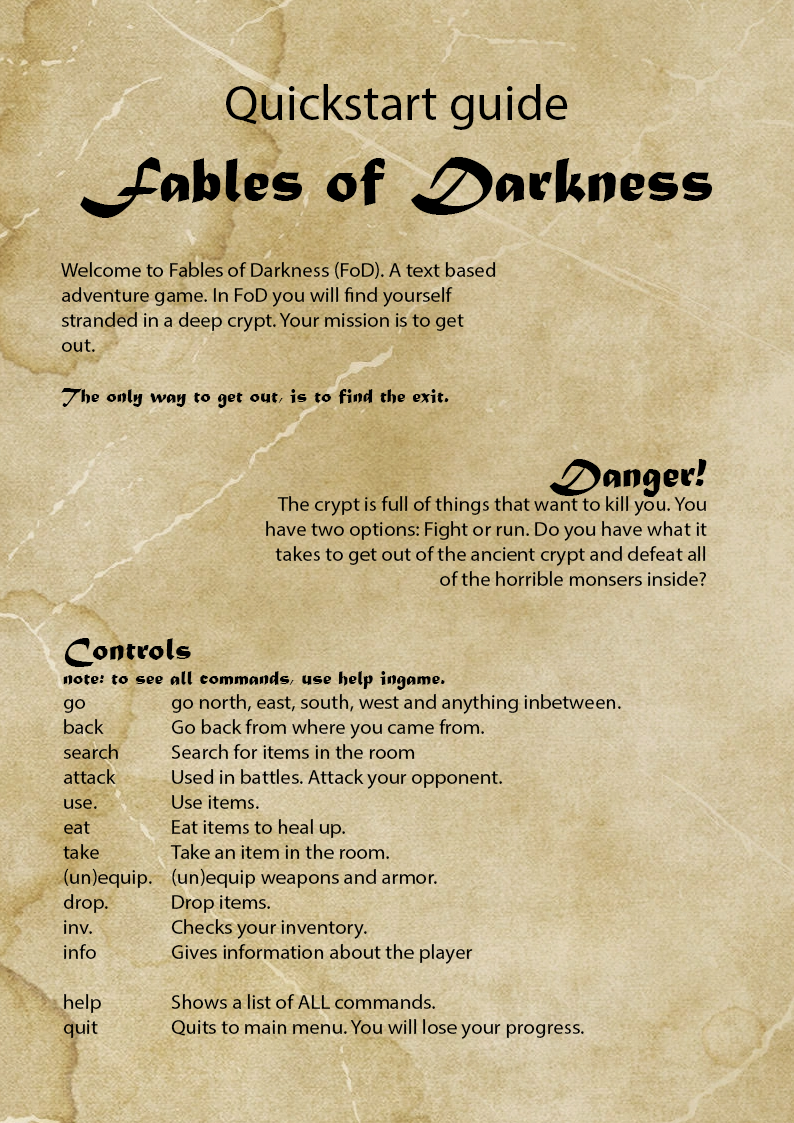 Quickstart guide
Fables of Darkness
Welcome to Fables of Darkness (FoD). A text based
adventure game. In FoD you will find yourself
stranded in a deep crypt. Your mission is to get
out.
The only way to get out, is to find the exit.
Danger!
The crypt is full of things that want to kill you. You
have two options: Fight or run. Do you have what it
takes to get out of the ancient crypt and defeat all
of the horrible monsers inside?
Controls
note: to see all commands, use help ingame.
go go north, east, south, west and anything inbetween.
back Go back from where you came from.
search Search for items in the room
attack Used in battles. Attack your opponent.
use. Use items.
eat Eat items to heal up.
take Take an item in the room.
(un)equip. (un)equip weapons and armor.
drop. Drop items.
inv. Checks your inventory.
info Gives information about the player
help Shows a list of ALL commands.
quit Quits to main menu. You will lose your progress.